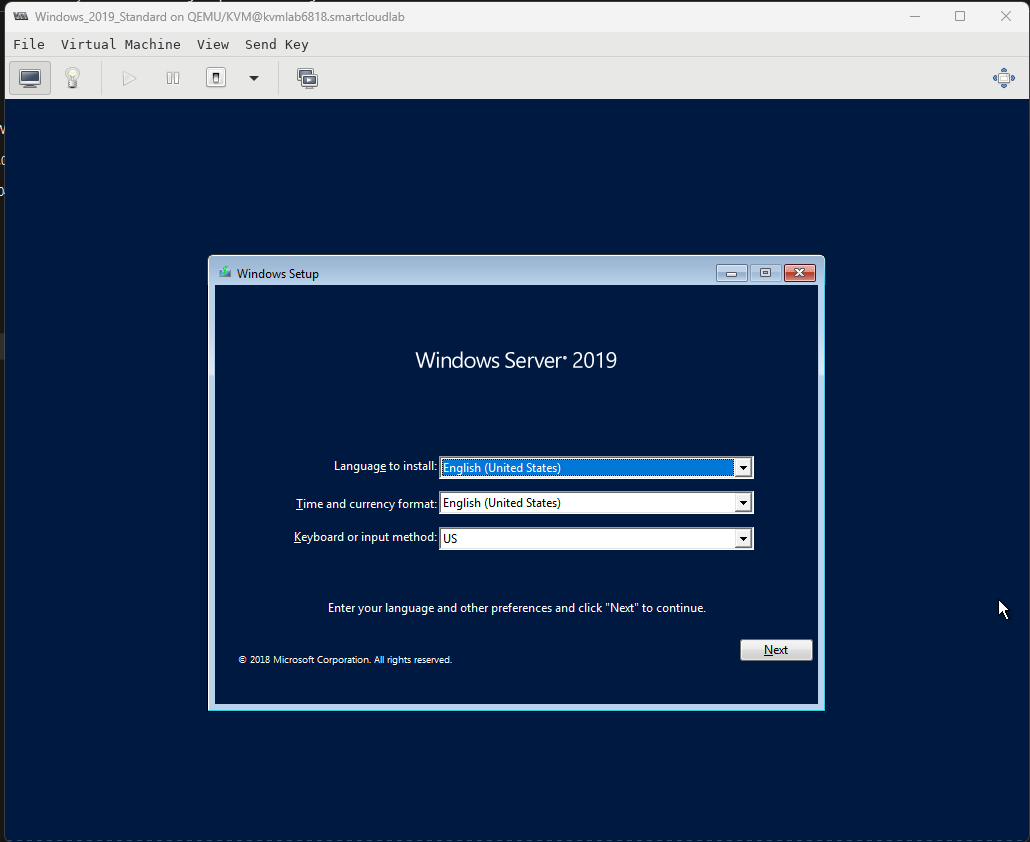 Windows_2019_Standard on QEMU/KVM@kvmlab6818.smartcloudlab
File Virtual Machine View Send Key
Windows Setup
Windows Server® 2019
Language to install: English (United States)
Time and currency format: English (United States)
Keyboard or input method: US
Enter your language and other preferences and click "Next" to continue.
Next
© 2018 Microsoft Corporation. All rights reserved.